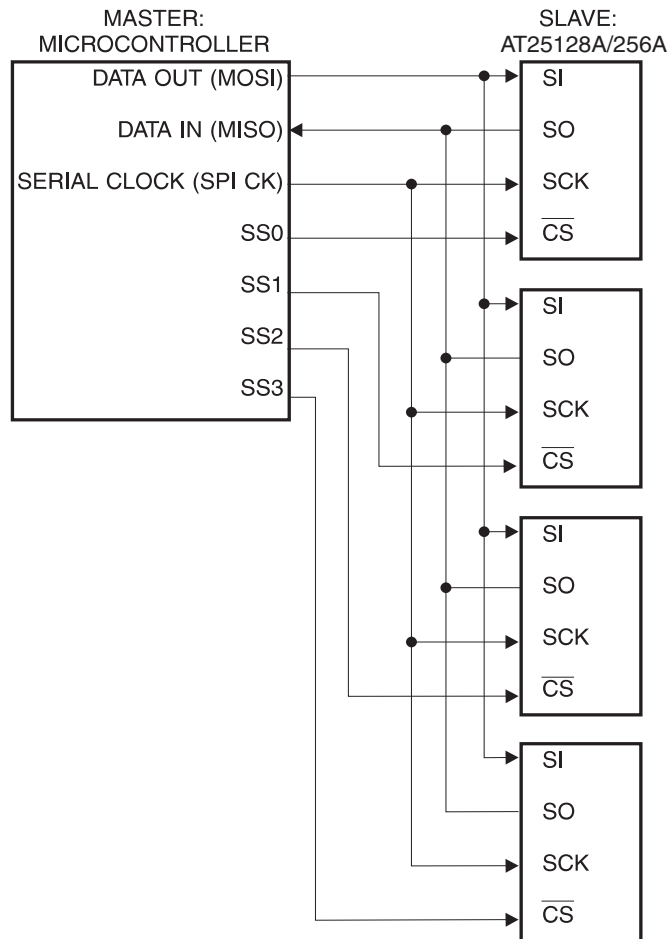 MASTER:
MICROCONTROLLER
DATA OUT (MOSI)
DATA IN (MISO)
SERIAL CLOCK (SPI CK)
SS0
SS1
SS2
SS3
SLAVE:
AT25128A/256A
SI
SO
SCK
CS
SI
SO
SCK
CS
SI
SO
SCK
CS
SI
SO
SCK
CS